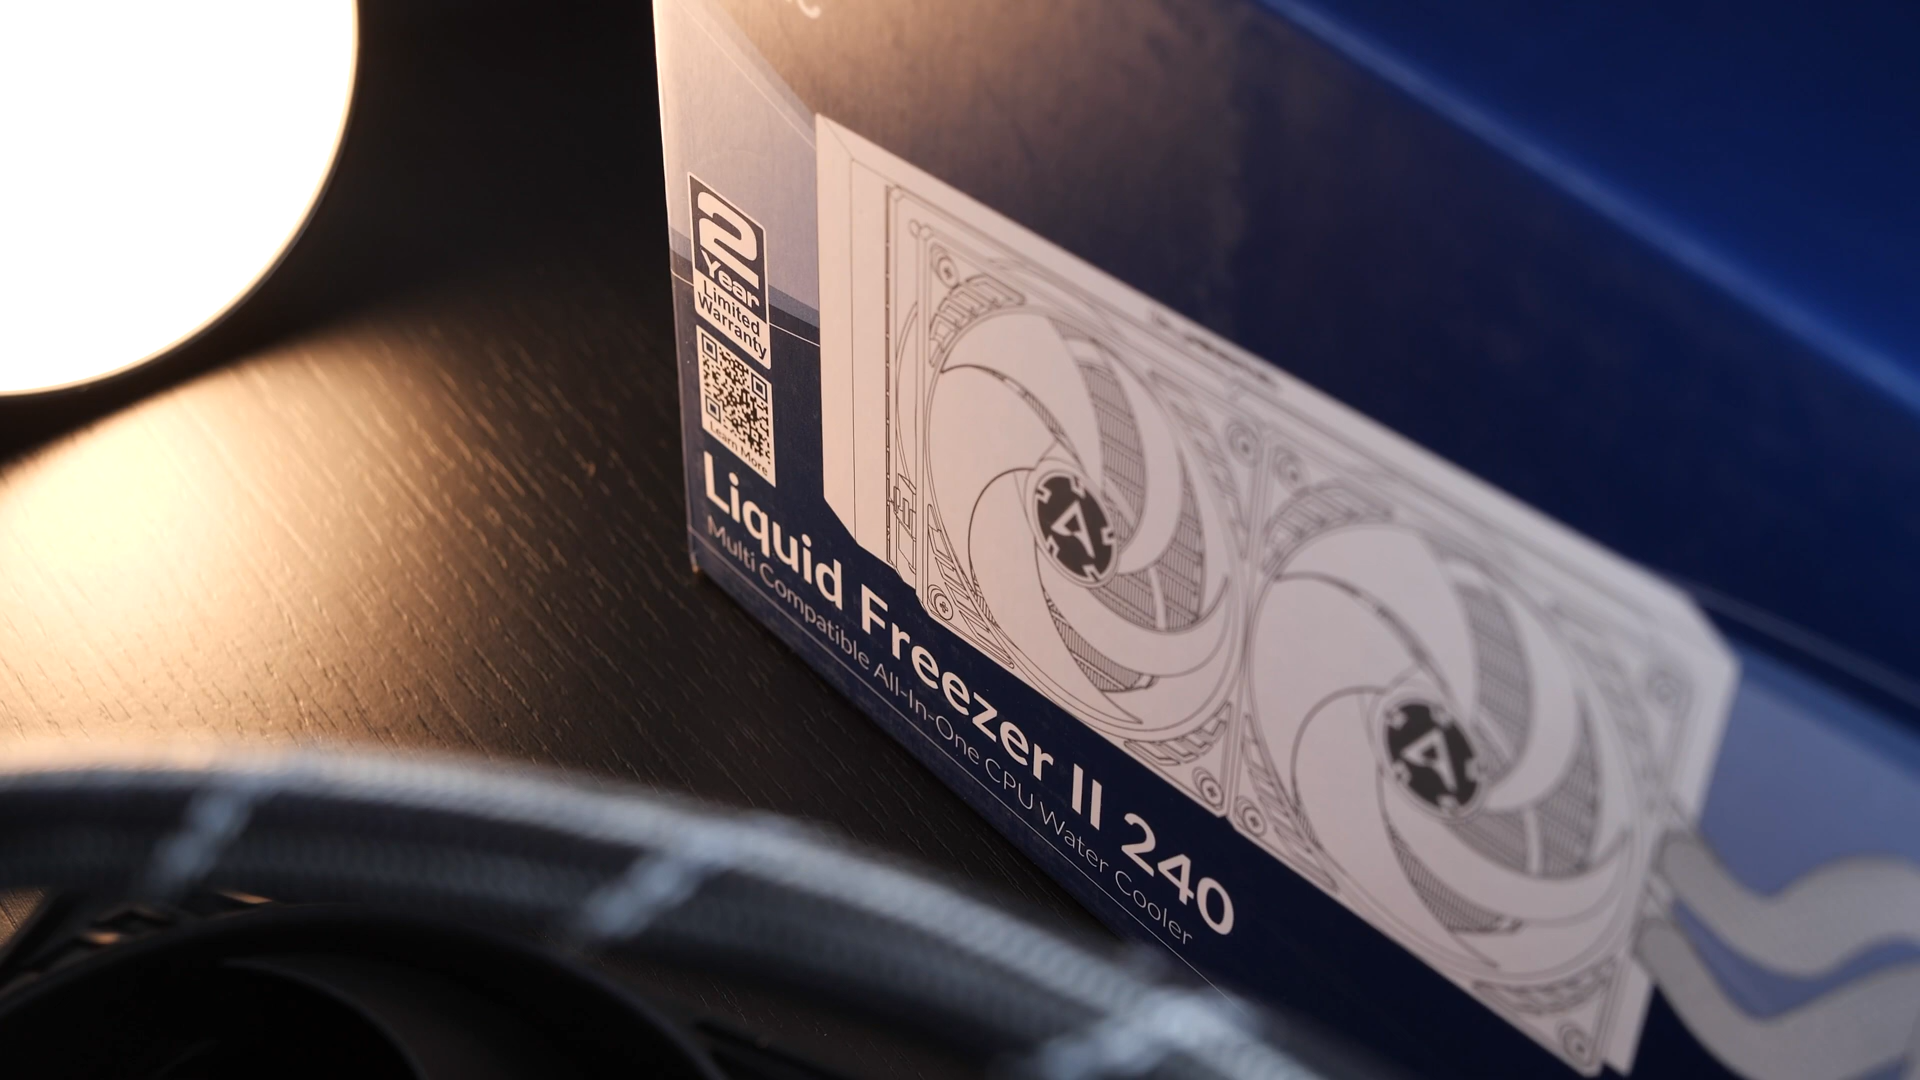 2
Year
Limited
Warranty
Learn More
Liquid Freezer II 240
Multi Compatible All-In-One CPU Water Cooler